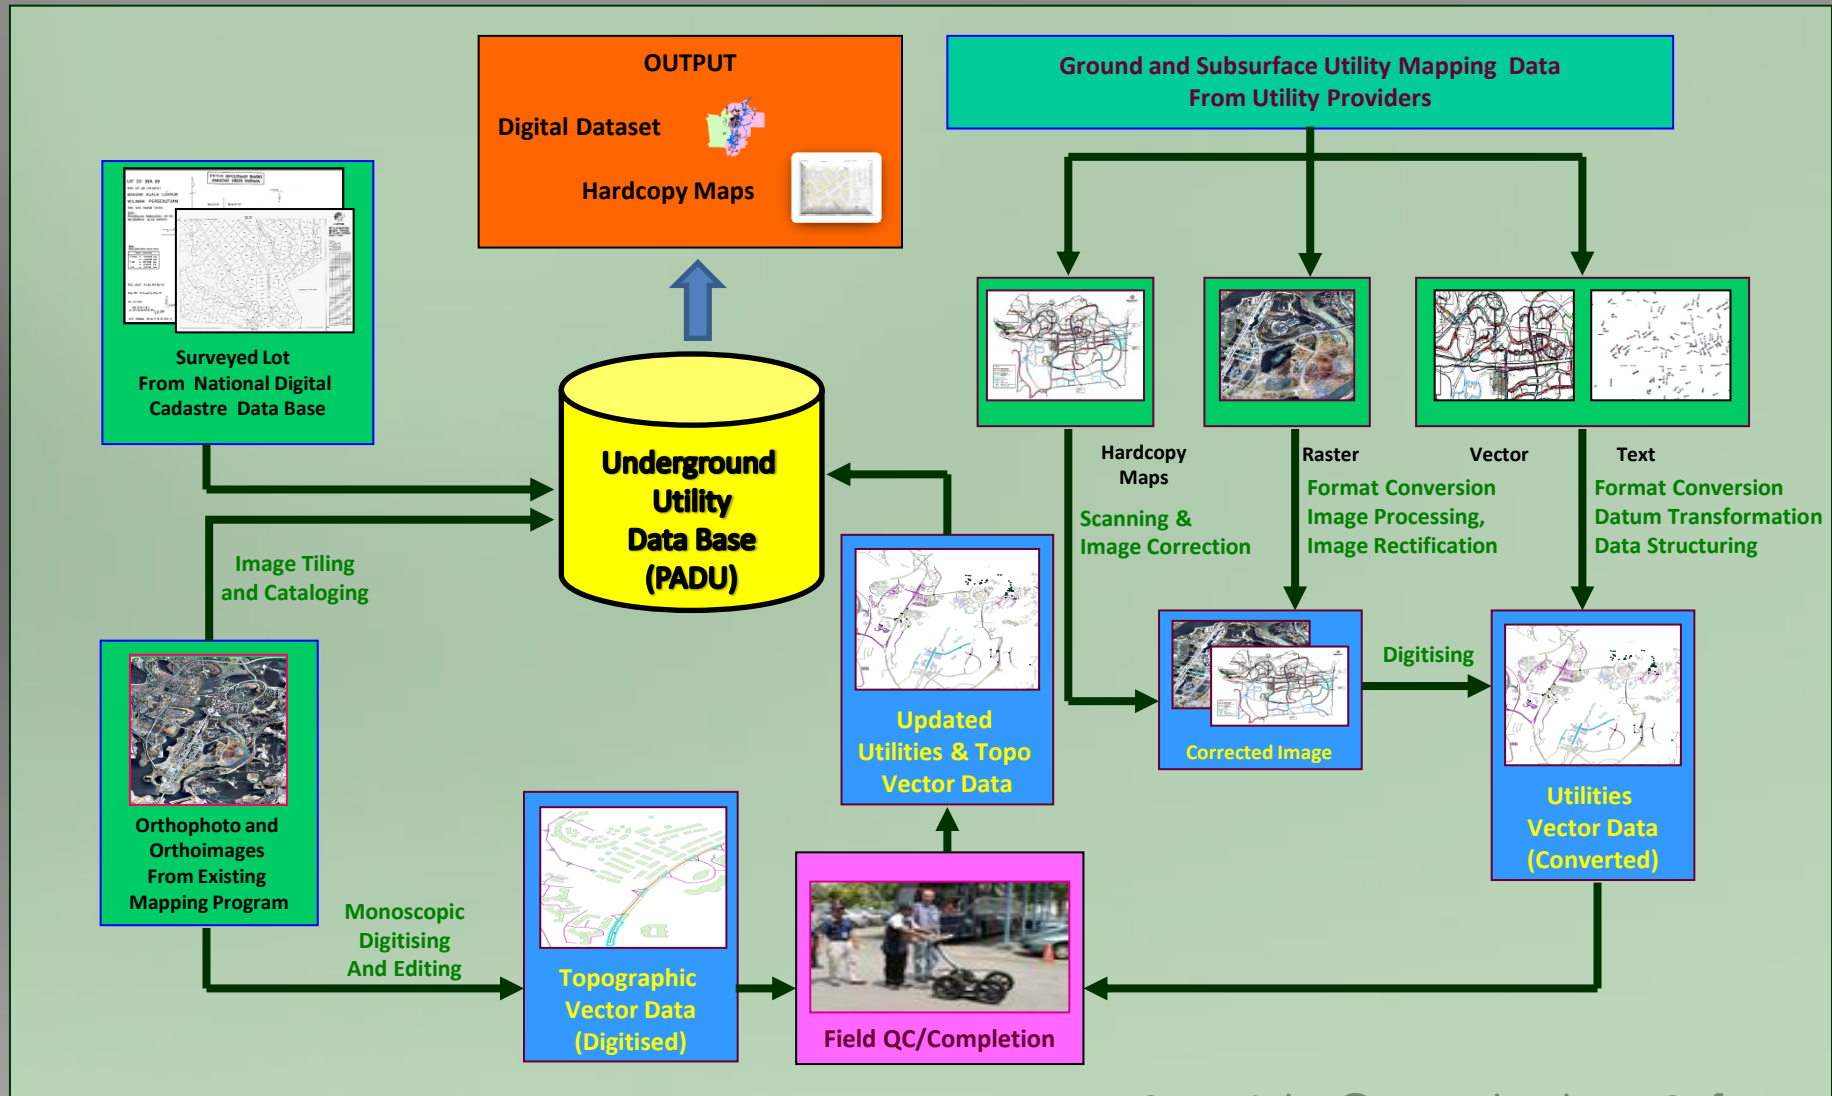 OUTPUT
Digital Dataset
Hardcopy Maps
Ground and Subsurface Utility Mapping Data
From Utility Providers
Surveyed Lot
From National Digital
Cadastre Data Base
Underground
Utility
Data Base
(PADU)
Hardcopy
Maps
Raster
Vector
Text
Scanning &
Image Correction
Format Conversion
Image Processing,
Image Rectification
Format Conversion
Datum Transformation
Data Structuring
Image Tiling
and Cataloging
Digitising
Corrected Image
Updated
Utilities & Topo
Vector Data
Utilities
Vector Data
(Converted)
Orthophoto and
Orthoimages
From Existing
Mapping Program
Monoscopic
Digitising
And Editing
Topographic
Vector Data
(Digitised)
Field QC/Completion